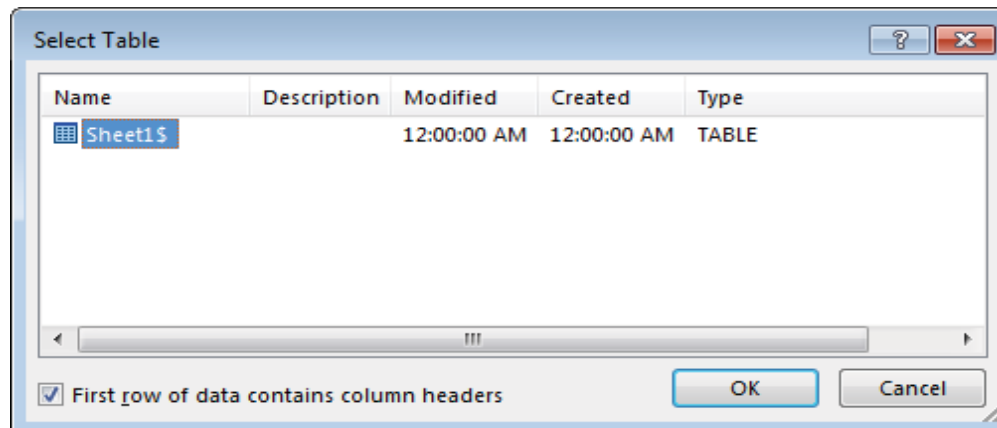 Select Table
Name Description Modified Created Type
Sheet1$ 12:00:00 AM 12:00:00 AM TABLE
First row of data contains column headers OK Cancel